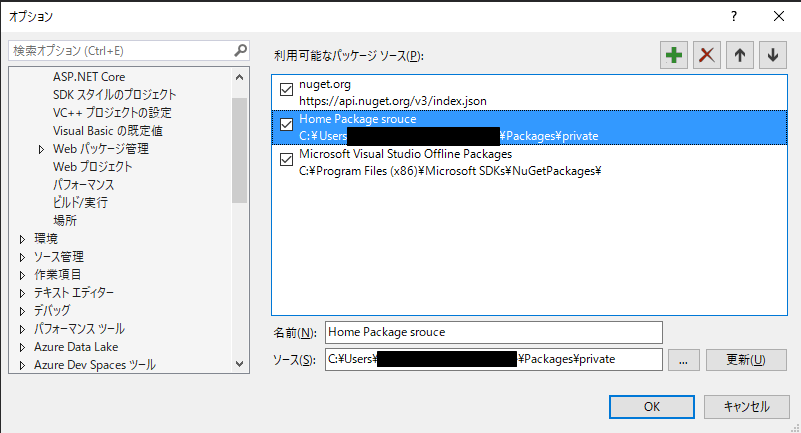 オプション
検索オプション (Ctrl+E)
ASP.NET Core
SDK スタイルのプロジェクト
VC++ プロジェクトの設定
Visual Basic の既定値
Web パッケージ管理
Web プロジェクト
パフォーマンス
ビルド/実行
場所
環境
ソース管理
作業項目
テキスト エディター
デバッグ
パフォーマンス ツール
Azure Data Lake
Azure Dev Spaces ツール
利用可能なパッケージ ソース(P):
nuget.org
https://api.nuget.org/v3/index.json
Home Package srouce
C:¥Users ¥Packages¥private
Microsoft Visual Studio Offline Packages
C:¥Program Files (x86)¥Microsoft SDKs¥NuGetPackages¥
名前(N): Home Package srouce
ソース(S): C:¥Users¥ ¥Packages¥private ... 更新(U)
OK キャンセル